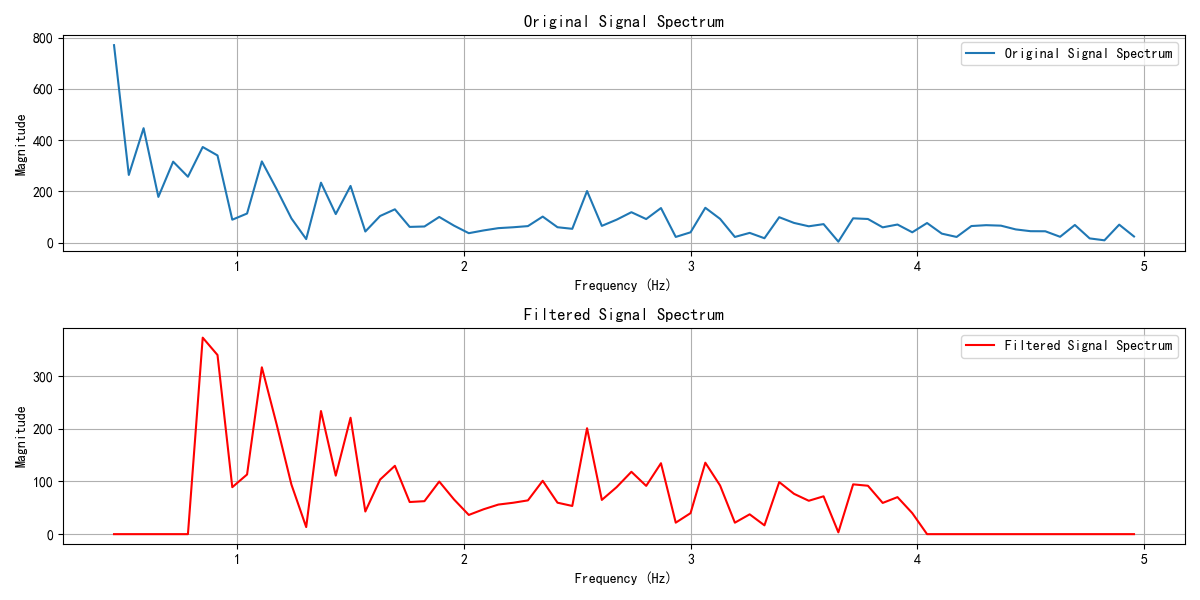 Original Signal Spectrum
800
600
400
200
0
Magnitude
Original Signal Spectrum
1 2 3 4 5
Frequency (Hz)
Filtered Signal Spectrum
300
200
100
0
Magnitude
Filtered Signal Spectrum
1 2 3 4 5
Frequency (Hz)